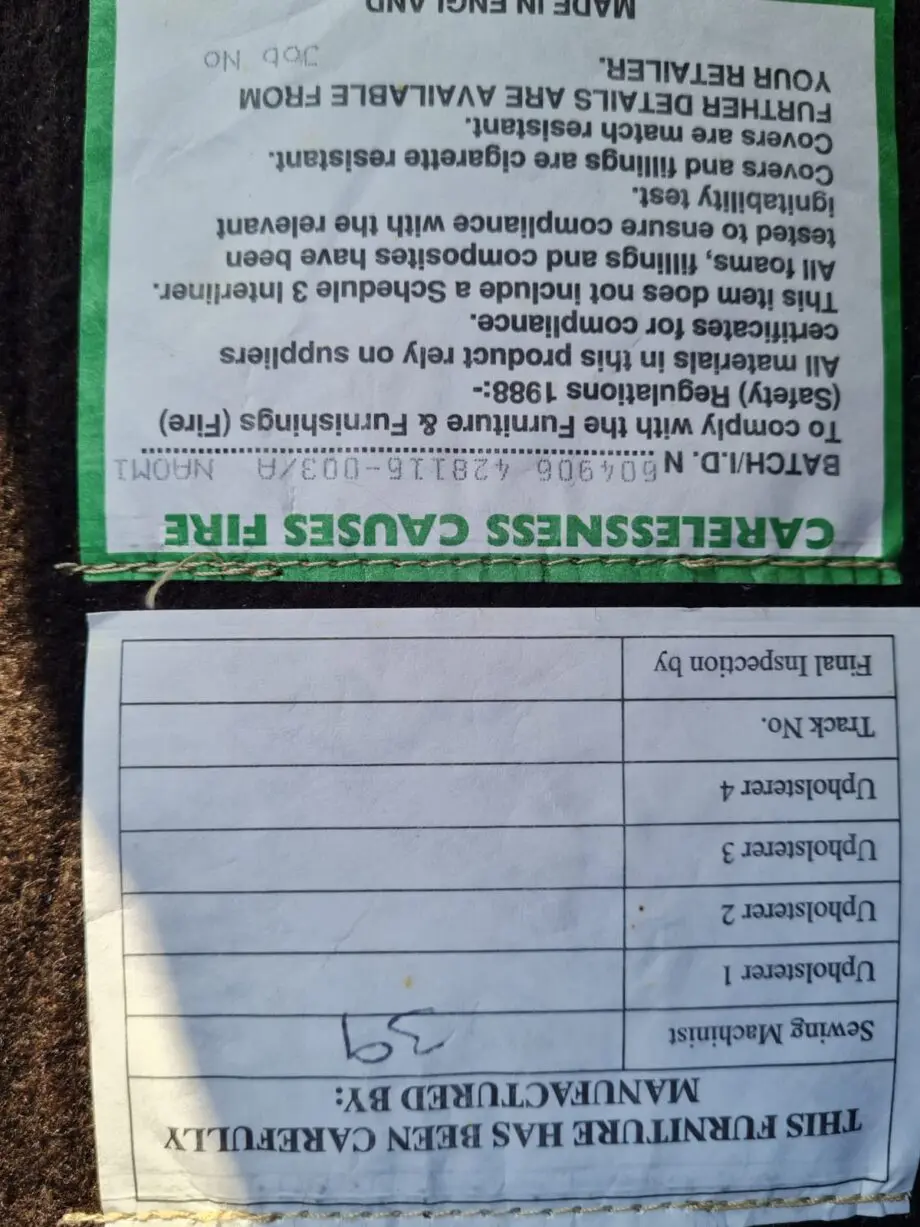 THIS FURNITURE HAS BEEN CAREFULLY
MANUFACTURED BY:
Sewing Machinist 39
Upholsterer 1
Upholsterer 2
Upholsterer 3
Upholsterer 4
Track No.
Final Inspection by
CARELESSNESS CAUSES FIRE
BATCH/I.D. N 604906 428116-003/A NAOMI
To comply with the Furniture & Furnishings (Fire)
(Safety) Regulations 1988:-
All materials in this product rely on suppliers
certificates for compliance.
This item does not include a Schedule 3 Interliner.
All foams, fillings and composites have been
tested to ensure compliance with the relevant
ignitability test.
Covers and fillings are cigarette resistant.
Covers are match resistant.
FURTHER DETAILS ARE AVAILABLE FROM
YOUR RETAILER.
Job No
MADE IN ENGLAND